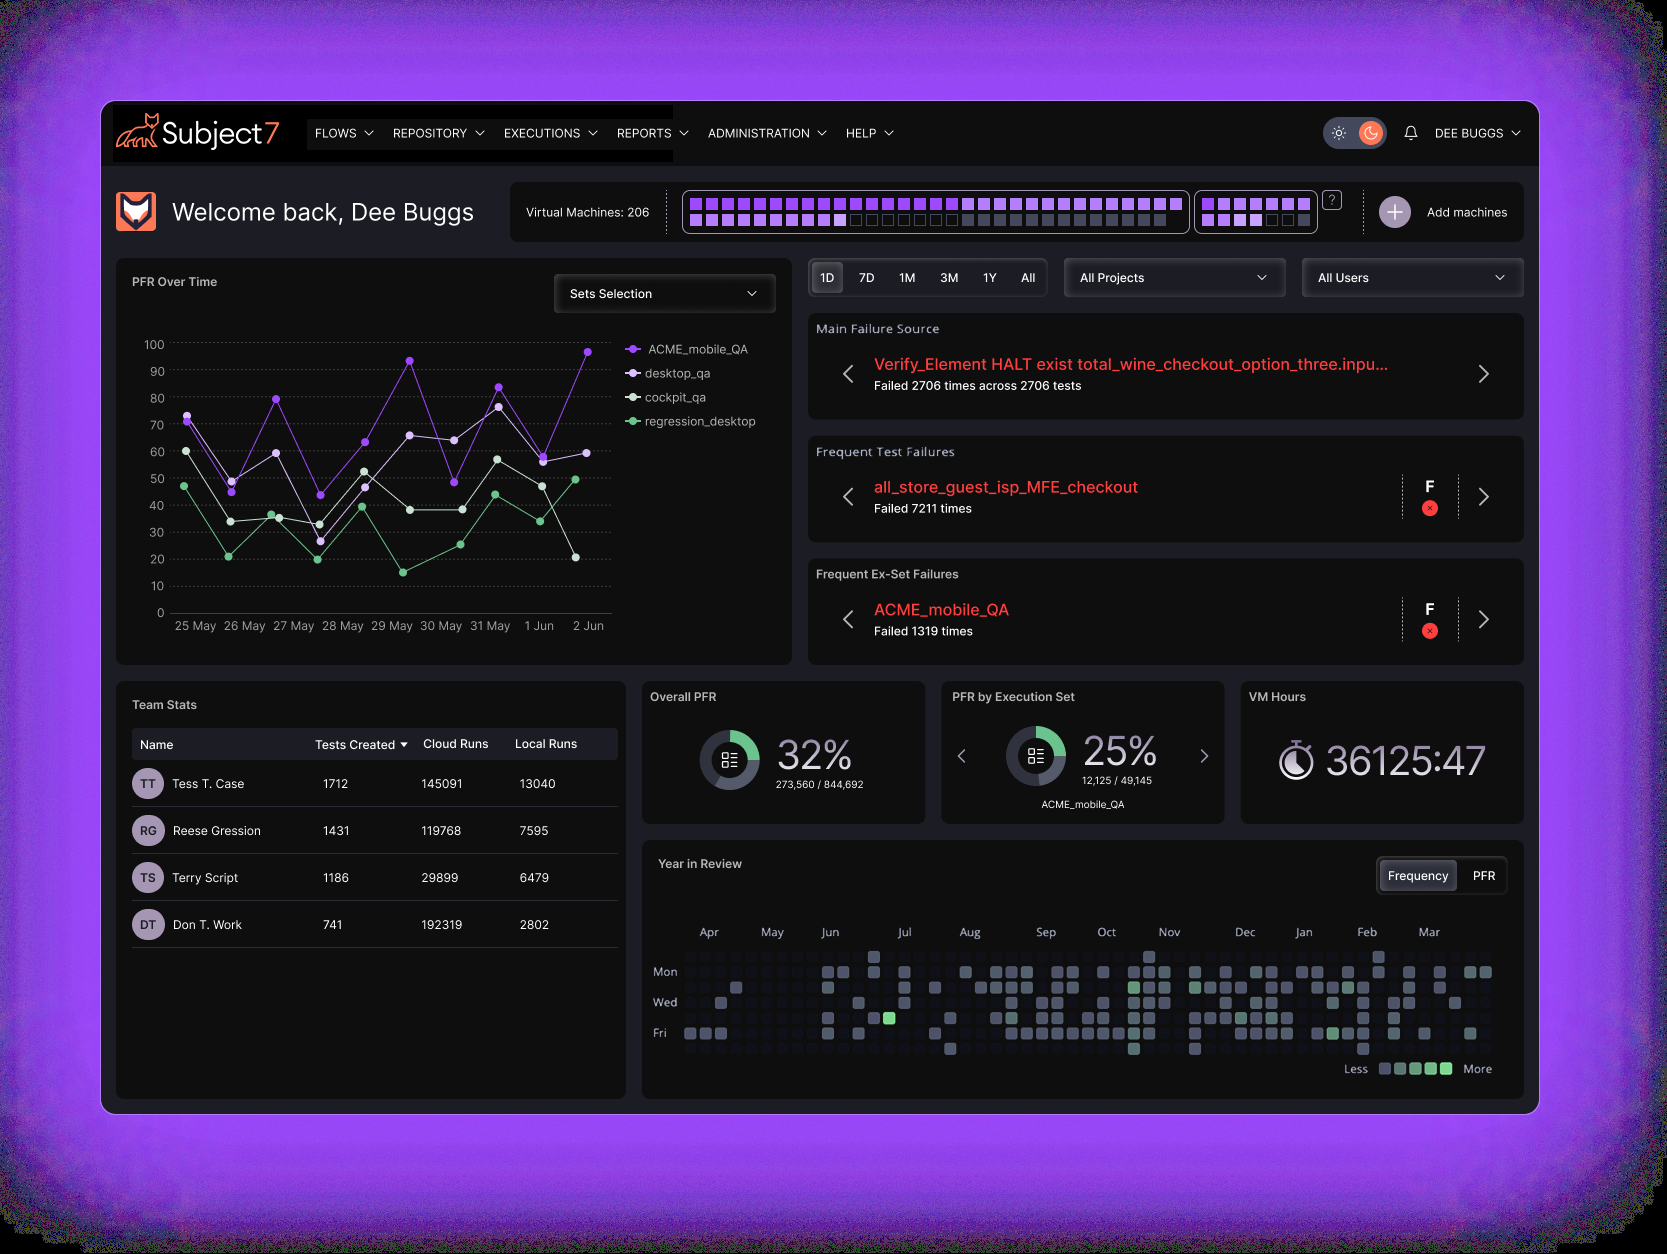 Subject7
FLOWS REPOSITORY EXECUTIONS REPORTS ADMINISTRATION HELP
DEE BUGGS
Welcome back, Dee Buggs
Virtual Machines: 206
?
Add machines
PFR Over Time
Sets Selection
100
90
80
70
60
50
40
30
20
10
0
25 May 26 May 27 May 28 May 29 May 30 May 31 May 1 Jun 2 Jun
ACME_mobile_QA
desktop_qa
cockpit_qa
regression_desktop
1D 7D 1M 3M 1Y All
All Projects
All Users
Main Failure Source
Verify_Element HALT exist total_wine_checkout_option_three.inpu...
Failed 2706 times across 2706 tests
Frequent Test Failures
all_store_guest_isp_MFE_checkout
Failed 7211 times
F
Frequent Ex-Set Failures
ACME_mobile_QA
Failed 1319 times
F
Team Stats
Name Tests Created Cloud Runs Local Runs
TT Tess T. Case 1712 145091 13040
RG Reese Gression 1431 119768 7595
TS Terry Script 1186 29899 6479
DT Don T. Work 741 192319 2802
Overall PFR
32%
273,560 / 844,692
PFR by Execution Set
25%
12,125 / 49,145
ACME_mobile_QA
VM Hours
36125:47
Year in Review
Frequency PFR
Apr May Jun Jul Aug Sep Oct Nov Dec Jan Feb Mar
Mon
Wed
Fri
Less More